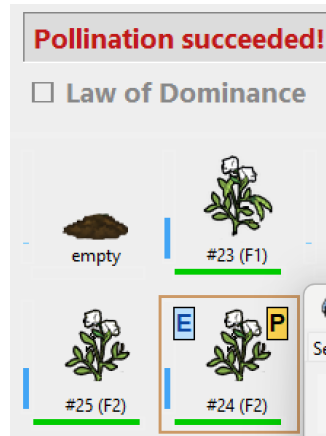 Pollination succeeded!
Law of Dominance
empty
#23 (F1)
E
P
#25 (F2)
#24 (F2)
Se